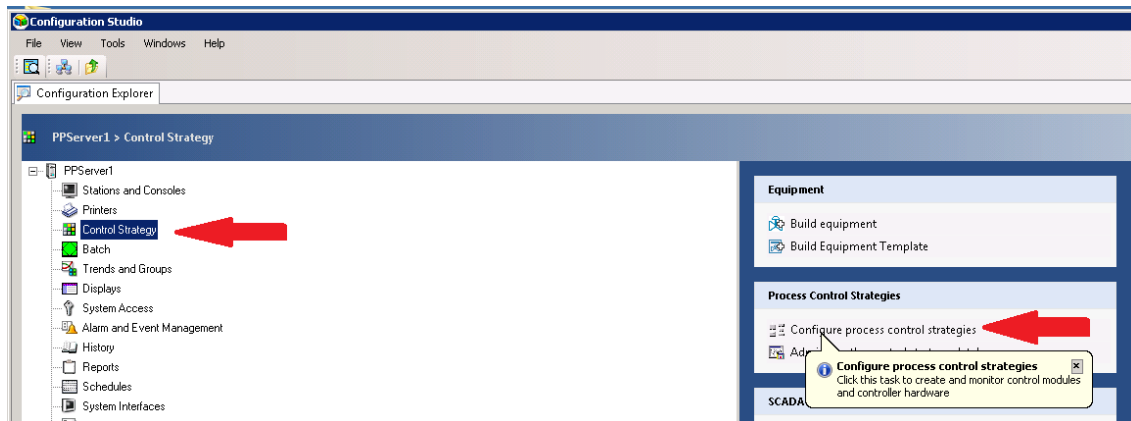 Configuration Studio
File View Tools Windows Help
Configuration Explorer
PPServer1 > Control Strategy
PPServer1
Stations and Consoles
Printers
Control Strategy
Batch
Trends and Groups
Displays
System Access
Alarm and Event Management
History
Reports
Schedules
System Interfaces
Equipment
Build equipment
Build Equipment Template
Process Control Strategies
Configure process control strategies
Configure process control strategies
Click this task to create and monitor control modules
and controller hardware
SCADA